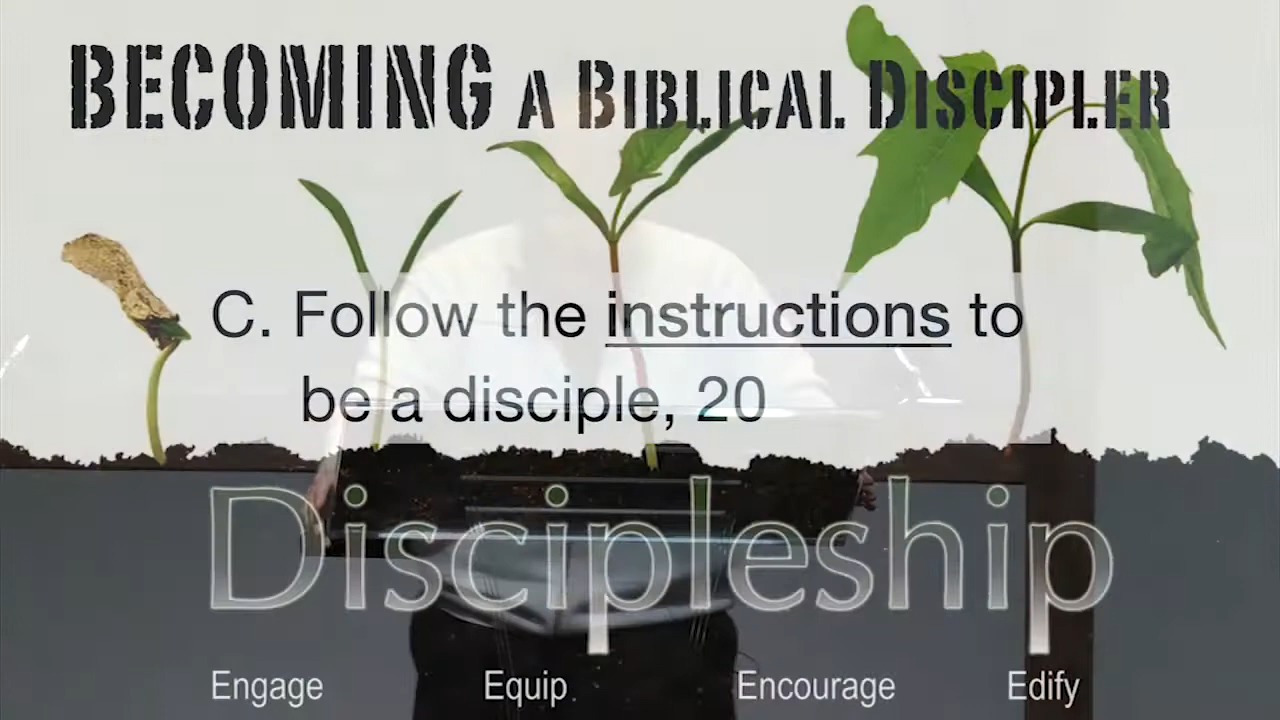 BECOMING A BIBLICAL DISCIPLER
C. Follow the instructions to
be a disciple, 20
Discipleship
Engage Equip Encourage Edify